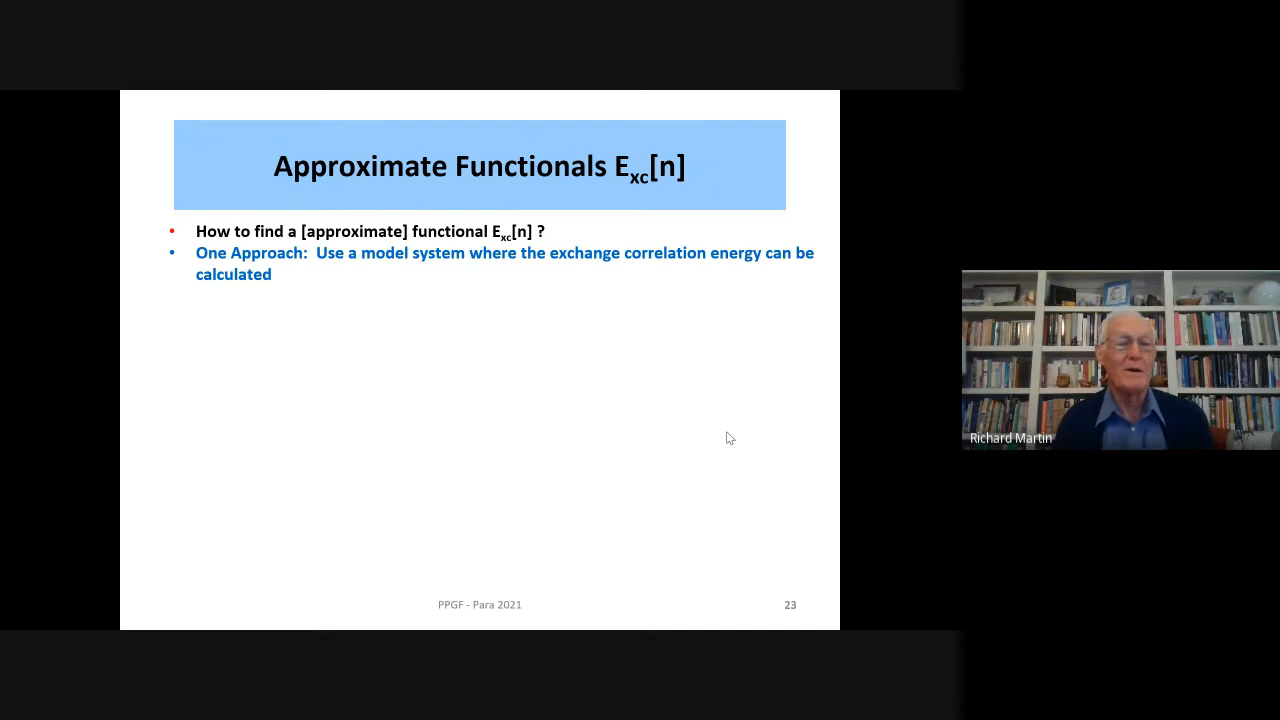 Approximate Functionals Exc[n]
• How to find a [approximate] functional Exc[n] ?
• One Approach:  Use a model system where the exchange correlation energy can be
calculated
Richard Martin
PPGF - Para 2021
23